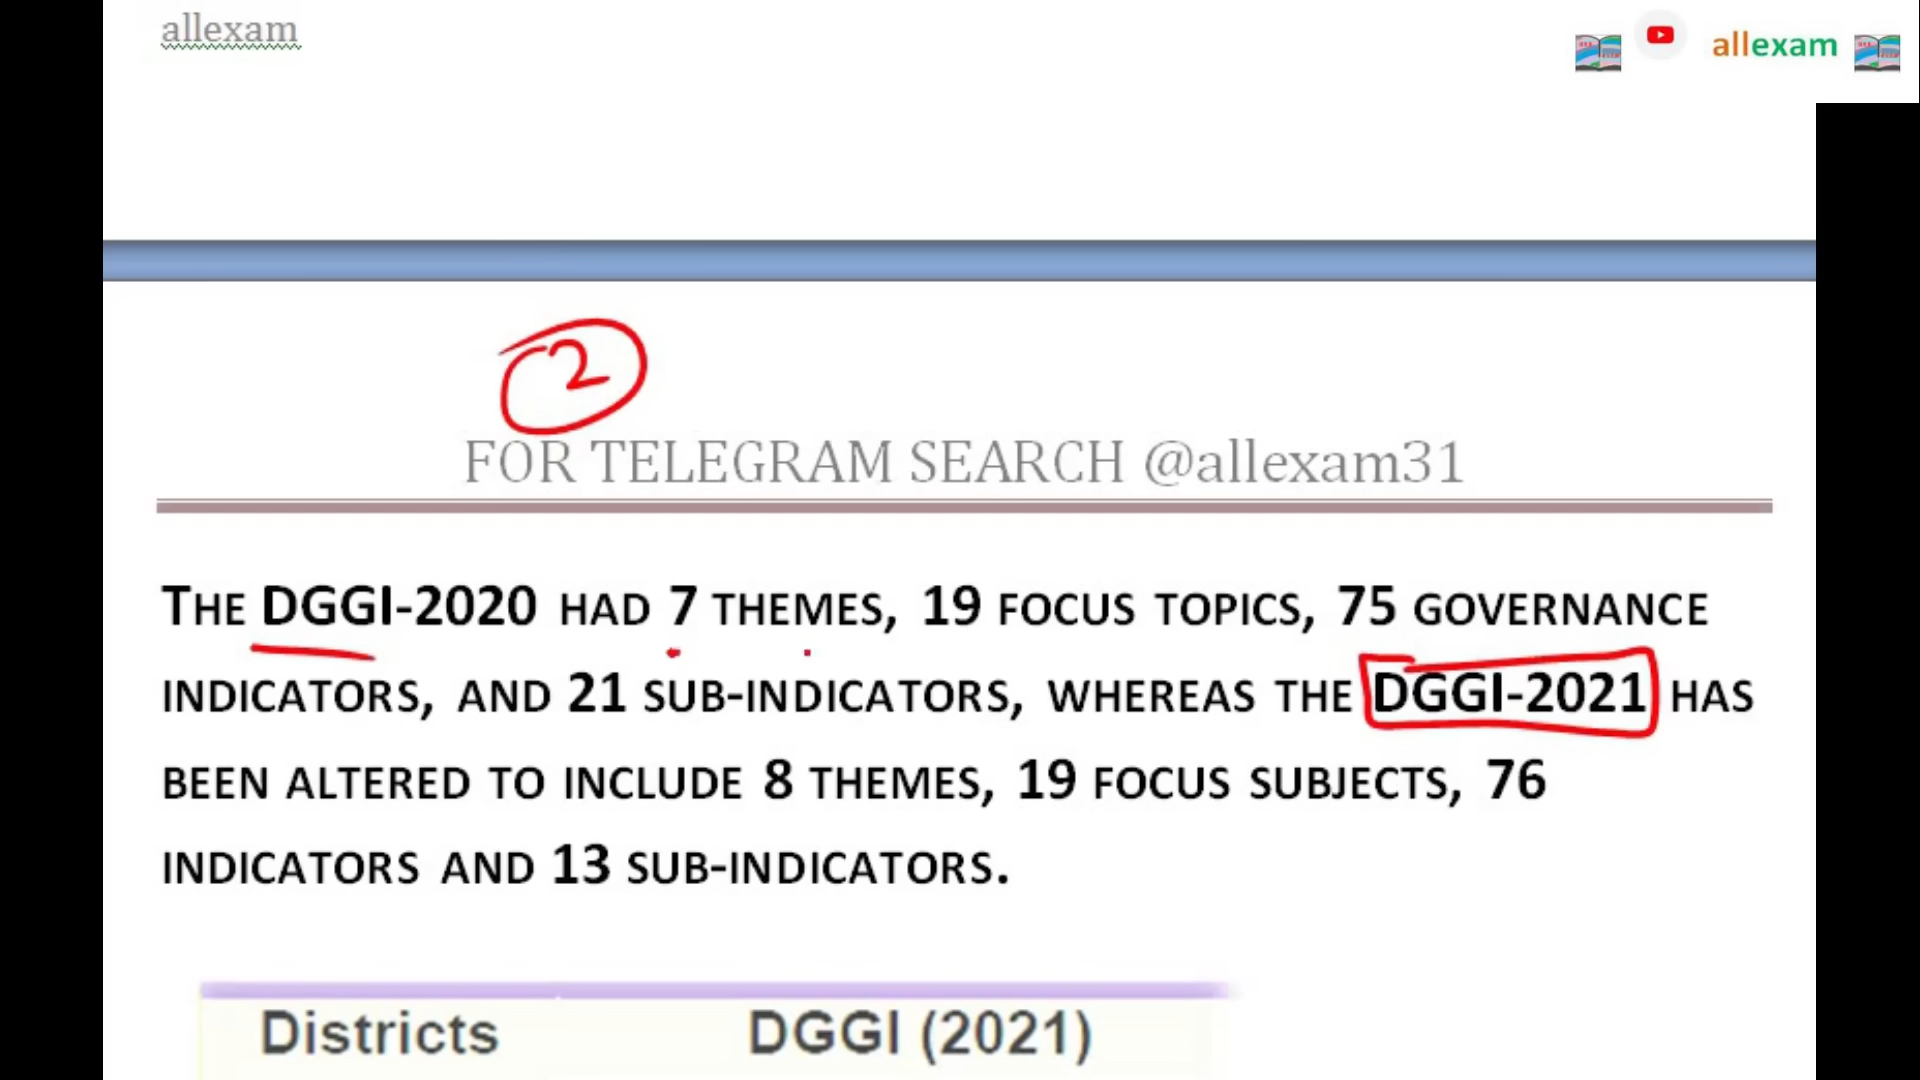 allexam
allexam
2
FOR TELEGRAM SEARCH @allexam31
THE DGGI-2020 HAD 7 THEMES, 19 FOCUS TOPICS, 75 GOVERNANCE
INDICATORS, AND 21 SUB-INDICATORS, WHEREAS THE DGGI-2021 HAS
BEEN ALTERED TO INCLUDE 8 THEMES, 19 FOCUS SUBJECTS, 76
INDICATORS AND 13 SUB-INDICATORS.
Districts DGGI (2021)